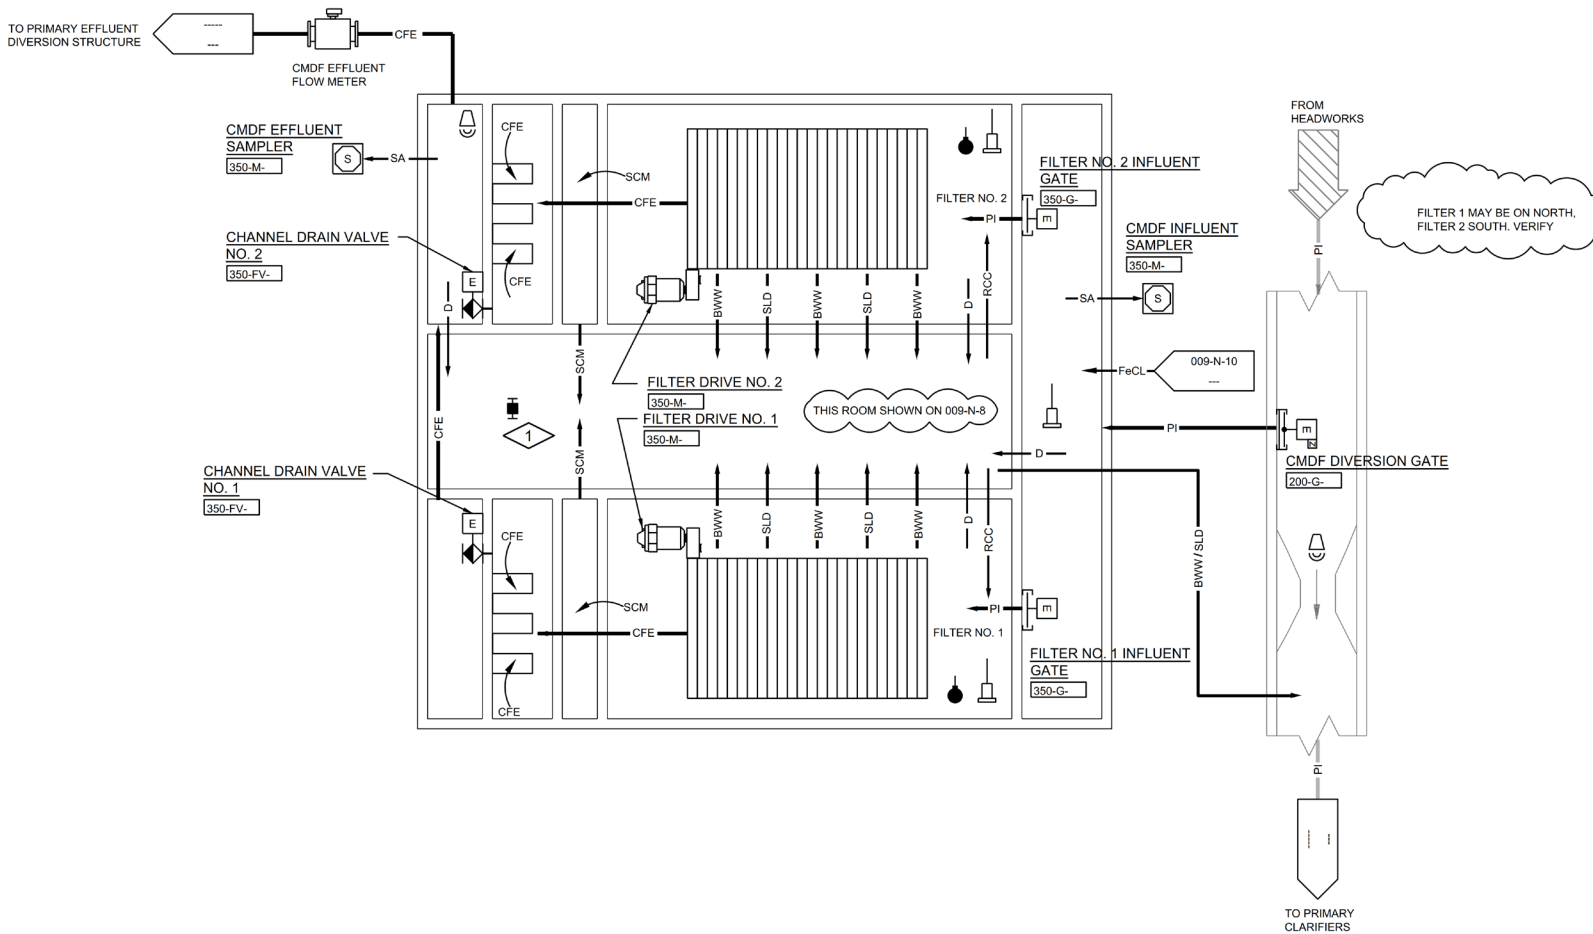 TO PRIMARY EFFLUENT
DIVERSION STRUCTURE
-----
---
CFE
CMDF EFFLUENT
FLOW METER
CMDF EFFLUENT
SAMPLER
350-M-
S
SA
CFE
SCM
CFE
CFE
FILTER NO. 2
PI
E
FILTER NO. 2 INFLUENT
GATE
350-G-
FROM
HEADWORKS
PI
FILTER 1 MAY BE ON NORTH,
FILTER 2 SOUTH. VERIFY
CMDF INFLUENT
SAMPLER
350-M-
SA
S
CHANNEL DRAIN VALVE
NO. 2
350-FV-
E
D
BWW
SLD
BWW
SLD
BWW
D
RCC
FeCL
009-N-10
---
SCM
FILTER DRIVE NO. 2
350-M-
FILTER DRIVE NO. 1
350-M-
THIS ROOM SHOWN ON 009-N-8
1
CFE
SCM
D
PI
E
Z
CMDF DIVERSION GATE
200-G-
CHANNEL DRAIN VALVE
NO. 1
350-FV-
E
CFE
BWW
SLD
BWW
SLD
BWW
D
RCC
BWW / SLD
SCM
CFE
CFE
PI
E
FILTER NO. 1
FILTER NO. 1 INFLUENT
GATE
350-G-
PI
-----
---
TO PRIMARY
CLARIFIERS